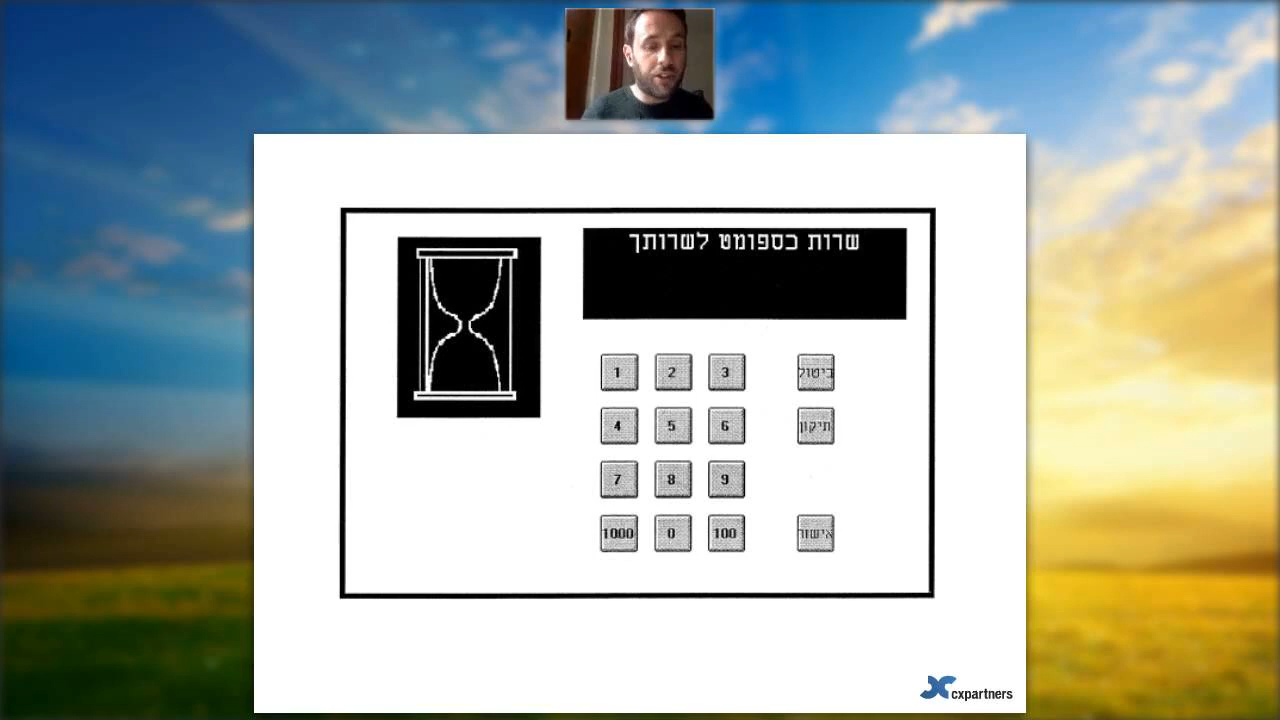 שרות כספומט לשרותך
1 2 3 ביטול
4 5 6 תיקון
7 8 9
1000 0 100 אישור
cxpartners